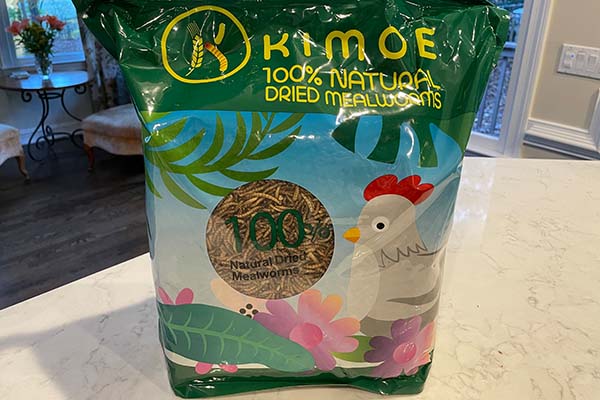 KIMOE
100% NATURAL
DRIED MEALWORMS
100%
Natural Dried
Mealworms